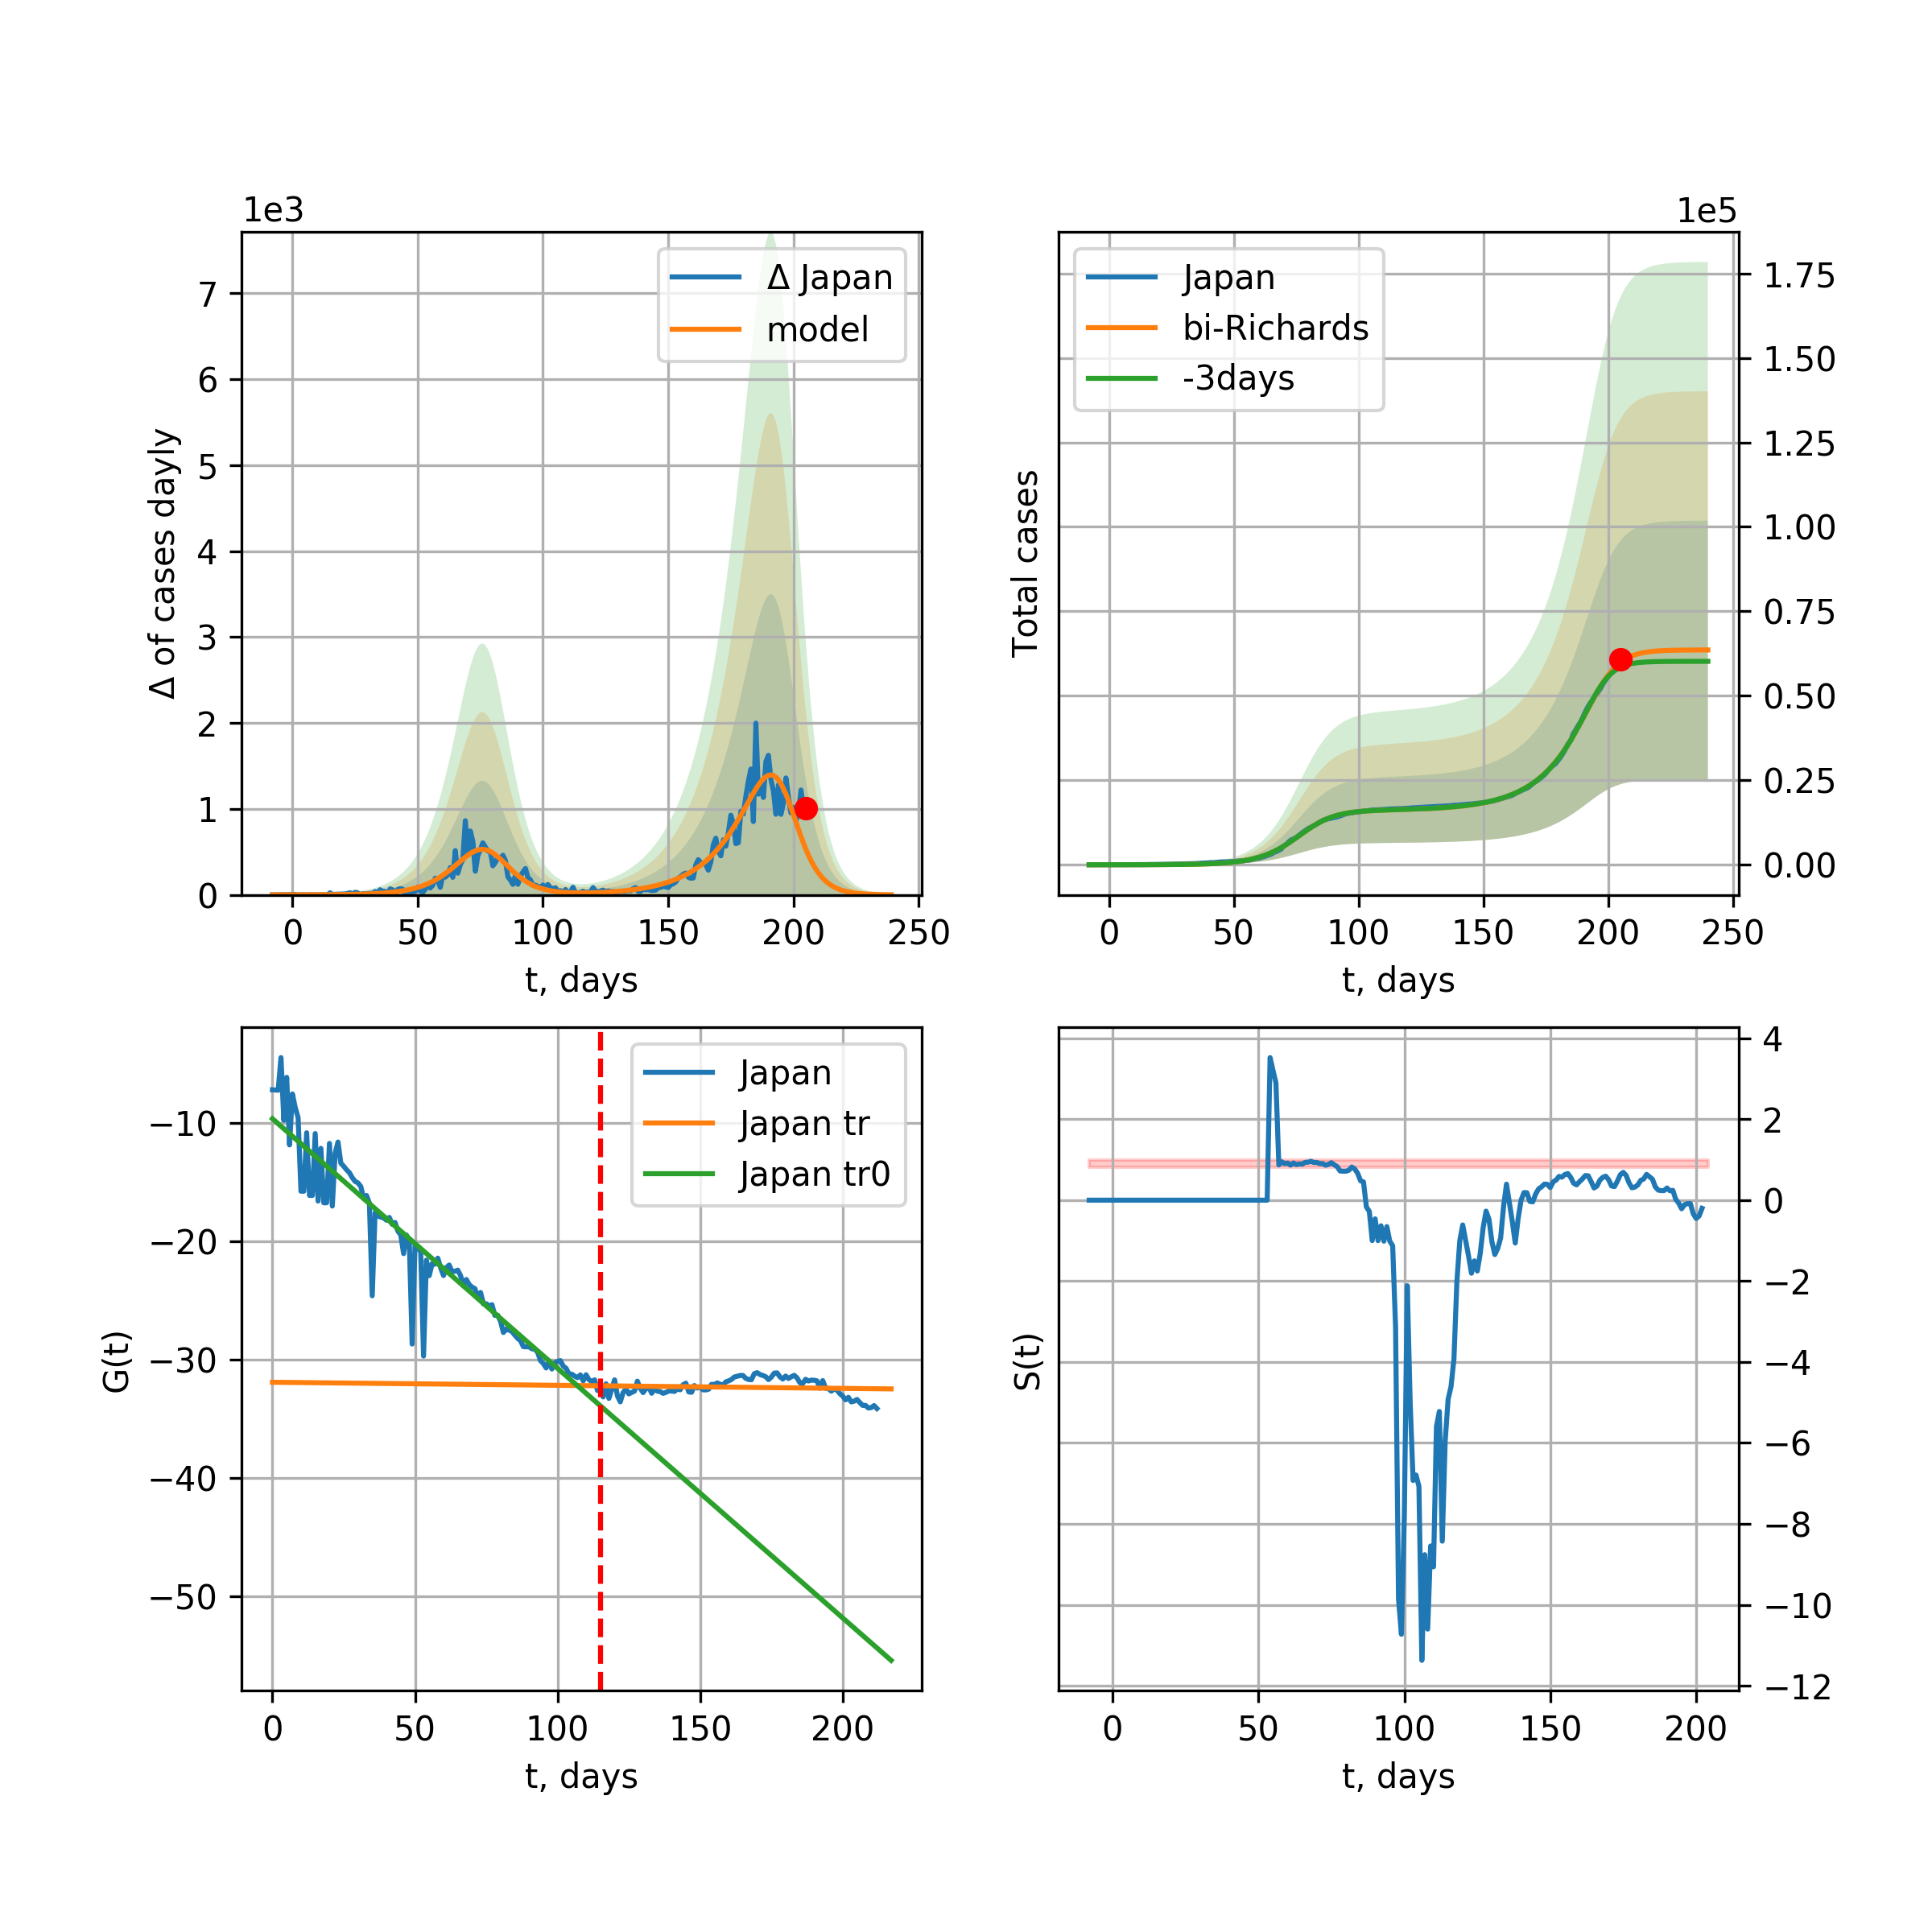 1e3
Δ of cases dayly
7
6
5
4
3
2
1
0
Δ Japan
model
0 50 100 150 200 250
t, days
1e5
Total cases
Japan
bi-Richards
-3days
1.75
1.50
1.25
1.00
0.75
0.50
0.25
0.00
0 50 100 150 200 250
t, days
G(t)
−10
−20
−30
−40
−50
Japan
Japan tr
Japan tr0
0 50 100 150 200
t, days
S(t)
4
2
0
−2
−4
−6
−8
−10
−12
0 50 100 150 200
t, days